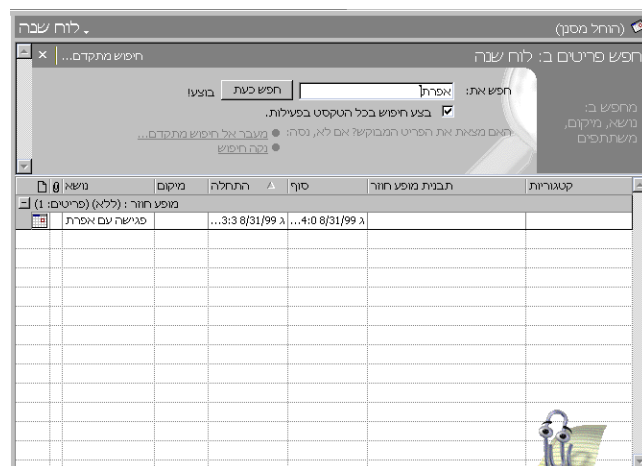 (הוחל מסנן) לוח שנה
חפש פריטים ב: לוח שנה חיפוש מתקדם...
חפש את: אפרת חפש כעת בוצע!
מחפש ב:
נושא, מיקום,
משתתפים
בצע חיפוש בכל הטקסט בפעילות.
האם מצאת את הפריט המבוקש? אם לא, נסה: מעבר אל חיפוש מתקדם...
נקה חיפוש
נושא מיקום התחלה סוף תבנית מופע חוזר קטגוריות
מופע חוזר : (ללא) (פריטים: 1)
פגישה עם אפרת ג 8/31/99 3:3... ג 8/31/99 4:0...